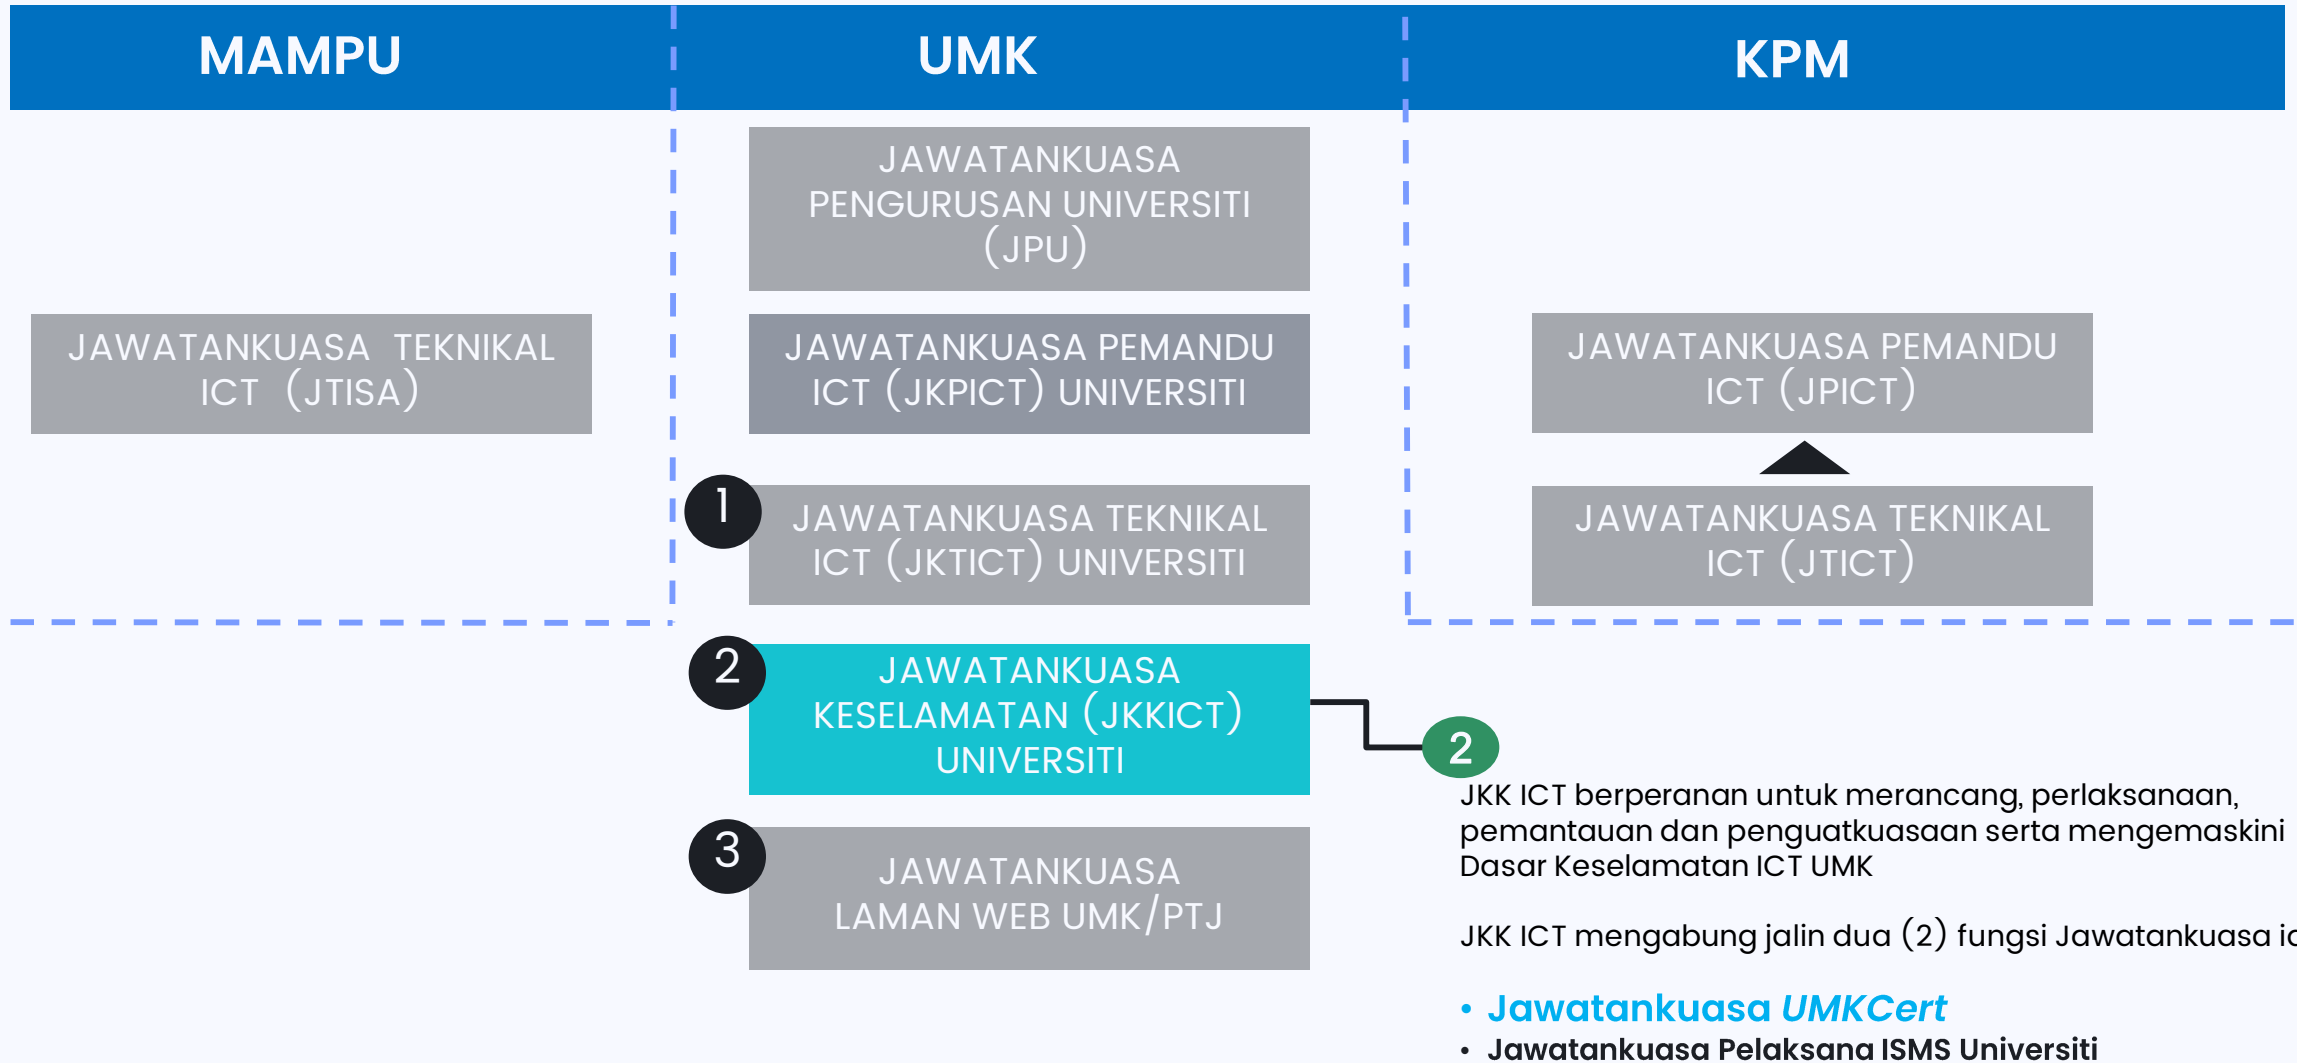 MAMPU
UMK
KPM
JAWATANKUASA
PENGURUSAN UNIVERSITI
(JPU)
JAWATANKUASA TEKNIKAL
ICT (JTISA)
JAWATANKUASA PEMANDU
ICT (JKPICT) UNIVERSITI
JAWATANKUASA PEMANDU
ICT (JPICT)
1
JAWATANKUASA TEKNIKAL
ICT (JKTICT) UNIVERSITI
JAWATANKUASA TEKNIKAL
ICT (JTICT)
2
JAWATANKUASA
KESELAMATAN (JKKICT)
UNIVERSITI
3
JAWATANKUASA
LAMAN WEB UMK/PTJ
2
JKK ICT berperanan untuk merancang, perlaksanaan,
pemantauan dan penguatkuasaan serta mengemaskini
Dasar Keselamatan ICT UMK
JKK ICT mengabung jalin dua (2) fungsi Jawatankuasa
• Jawatankuasa UMKCert
• Jawatankuasa Pelaksana ISMS Universiti